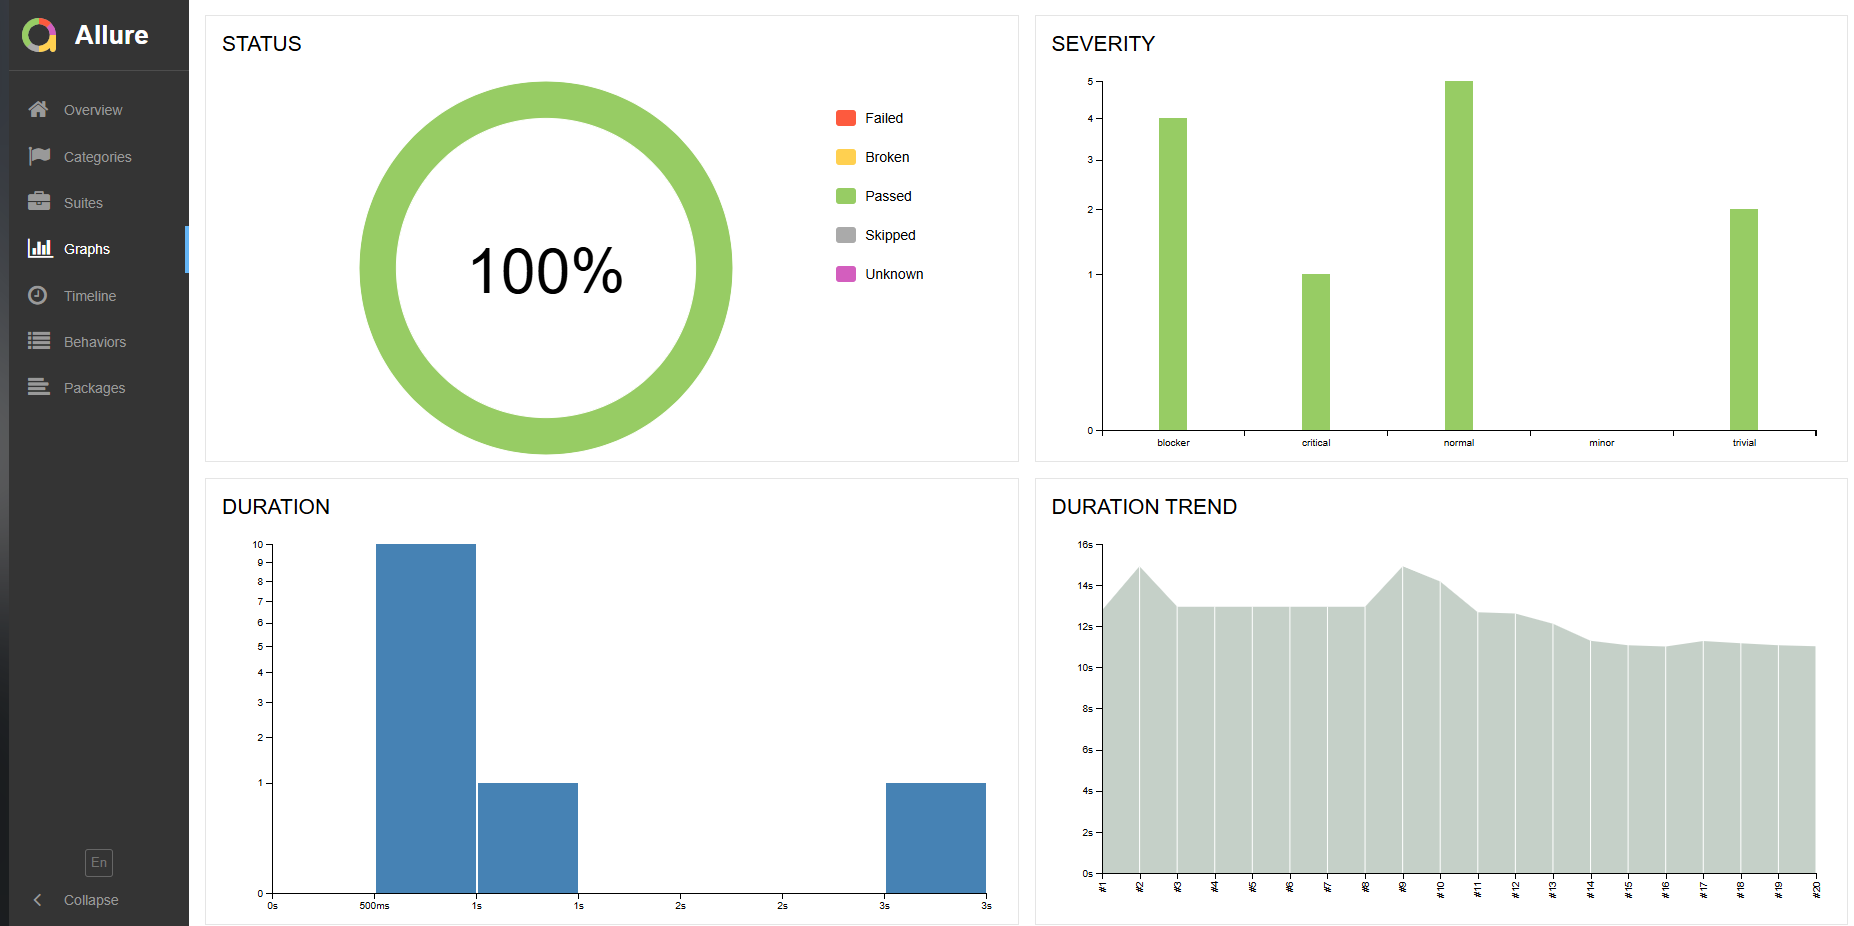 Allure
Overview
Categories
Suites
Graphs
Timeline
Behaviors
Packages
En
Collapse
STATUS
100%
Failed
Broken
Passed
Skipped
Unknown
SEVERITY
5
4
3
2
1
0
blocker critical normal minor trivial
DURATION
10
9
8
7
6
5
4
3
2
1
0
0s 500ms 1s 1s 2s 2s 3s 3s
DURATION TREND
16s
14s
12s
10s
8s
6s
4s
2s
0s
#1 #2 #3 #4 #5 #6 #7 #8 #9 #10 #11 #12 #13 #14 #15 #16 #17 #18 #19 #20